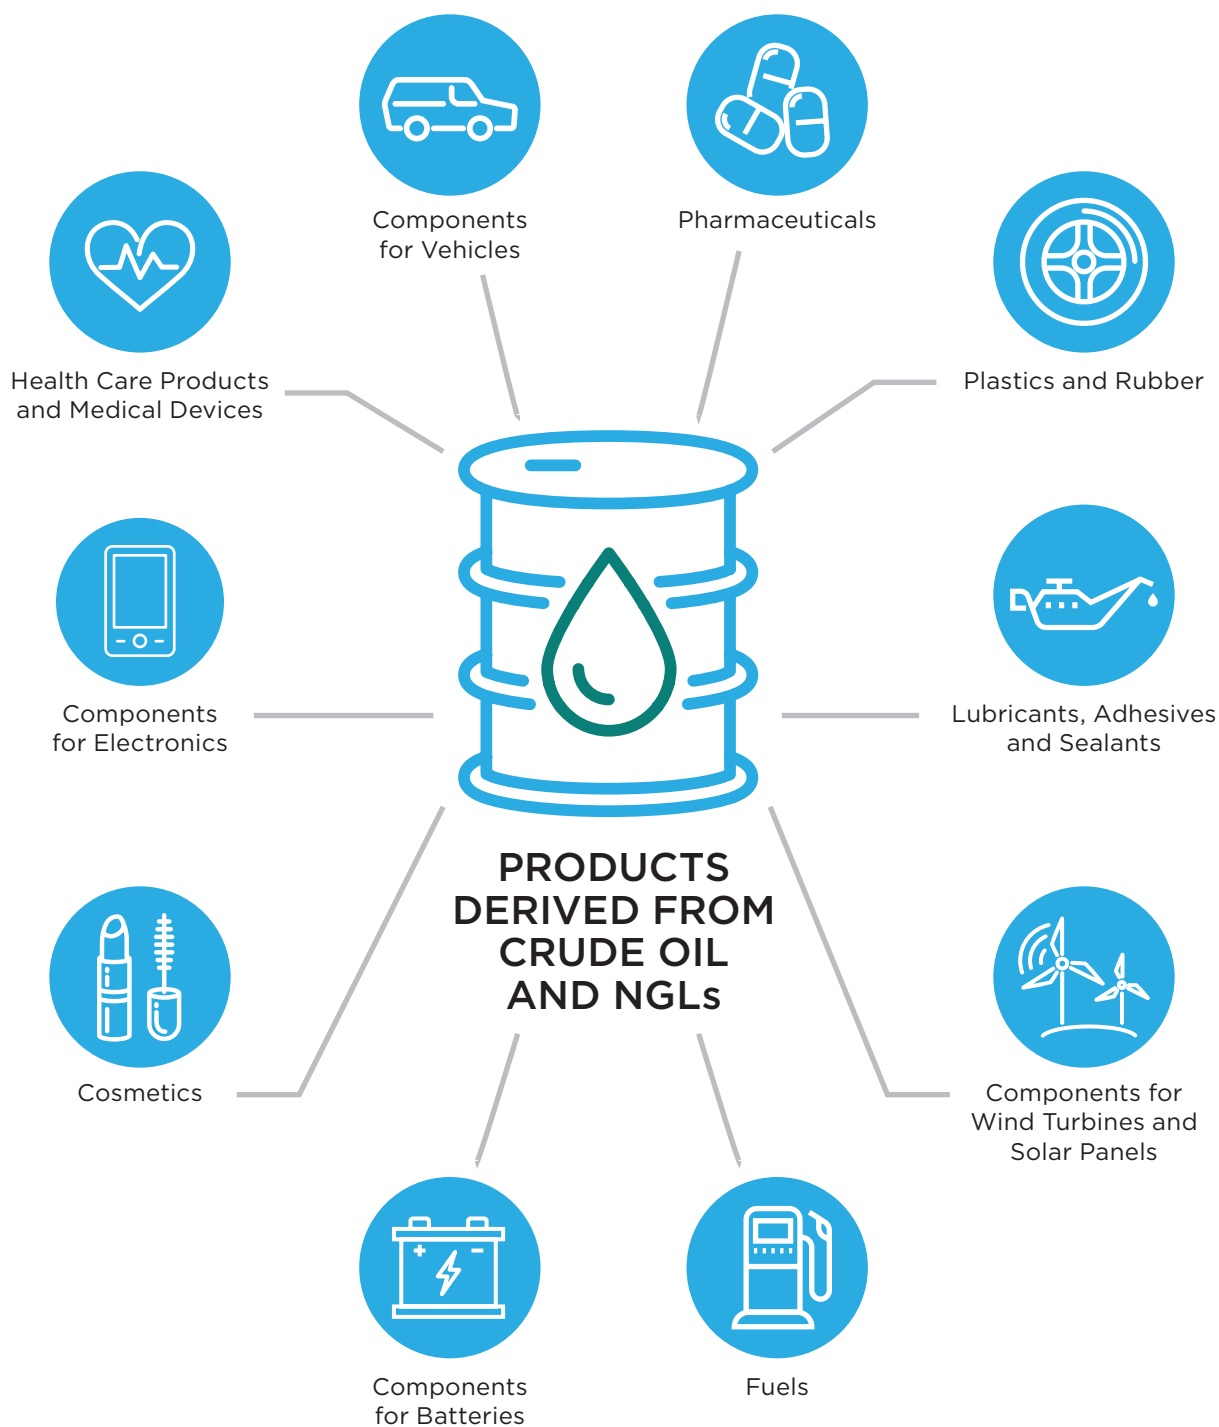 Components
for Vehicles
Pharmaceuticals
Health Care Products
and Medical Devices
Plastics and Rubber
Components
for Electronics
Lubricants, Adhesives
and Sealants
PRODUCTS
DERIVED FROM
CRUDE OIL
AND NGLs
Cosmetics
Components for
Wind Turbines and
Solar Panels
Components
for Batteries
Fuels